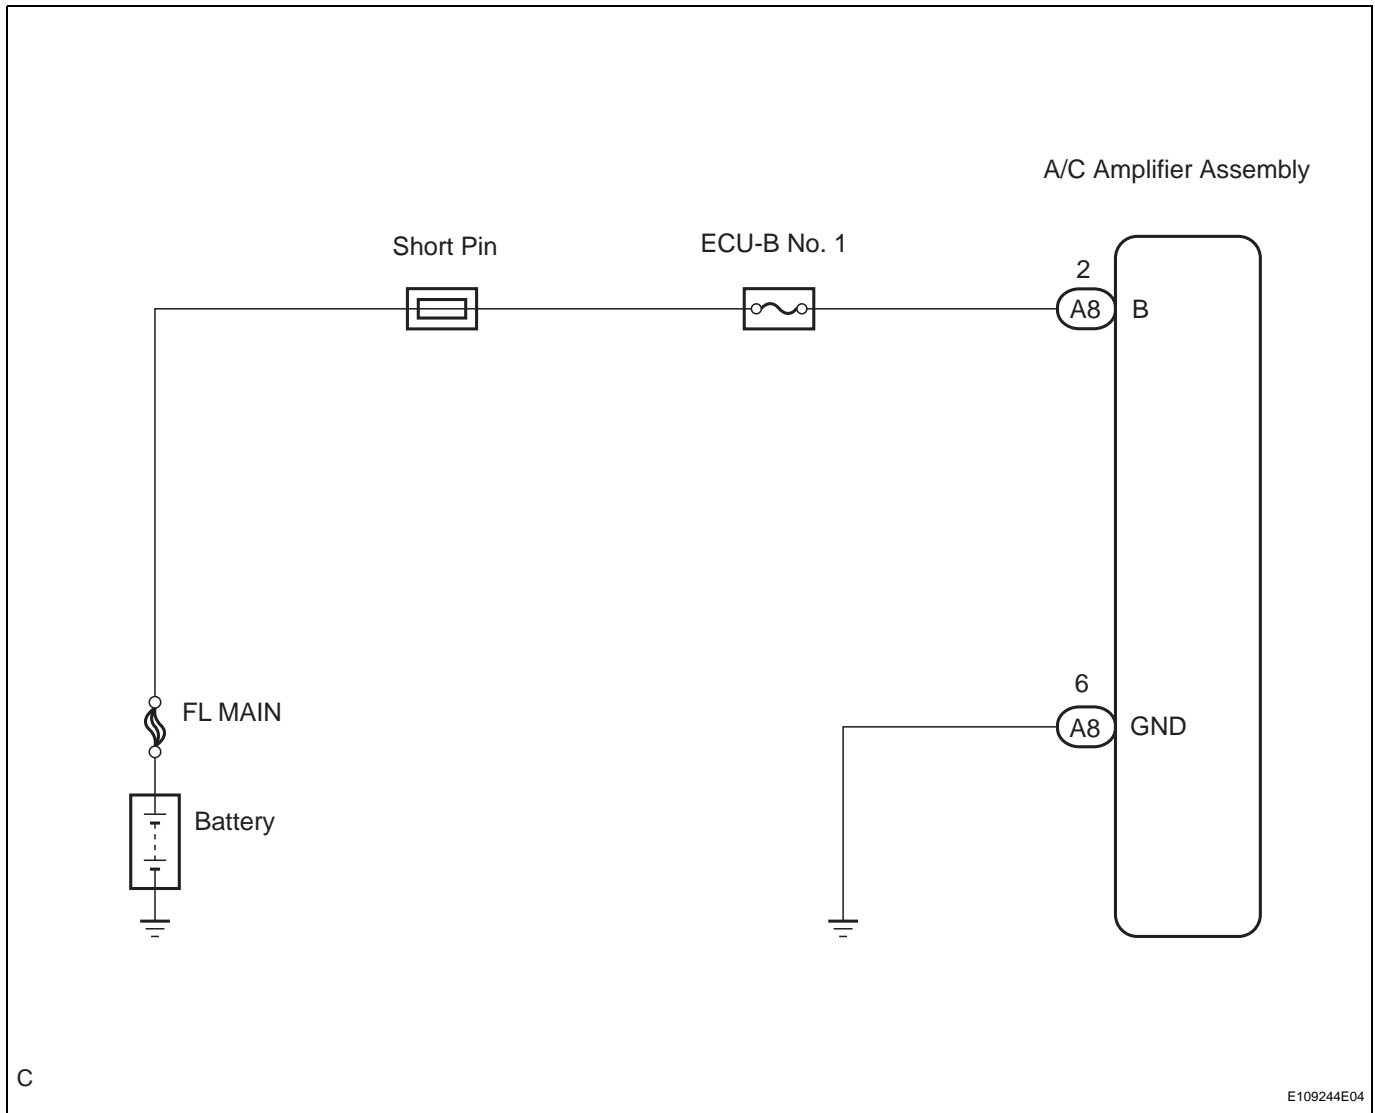 A/C Amplifier Assembly
Short Pin
ECU-B No. 1
2
A8
B
FL MAIN
6
A8
GND
Battery
C
E109244E04